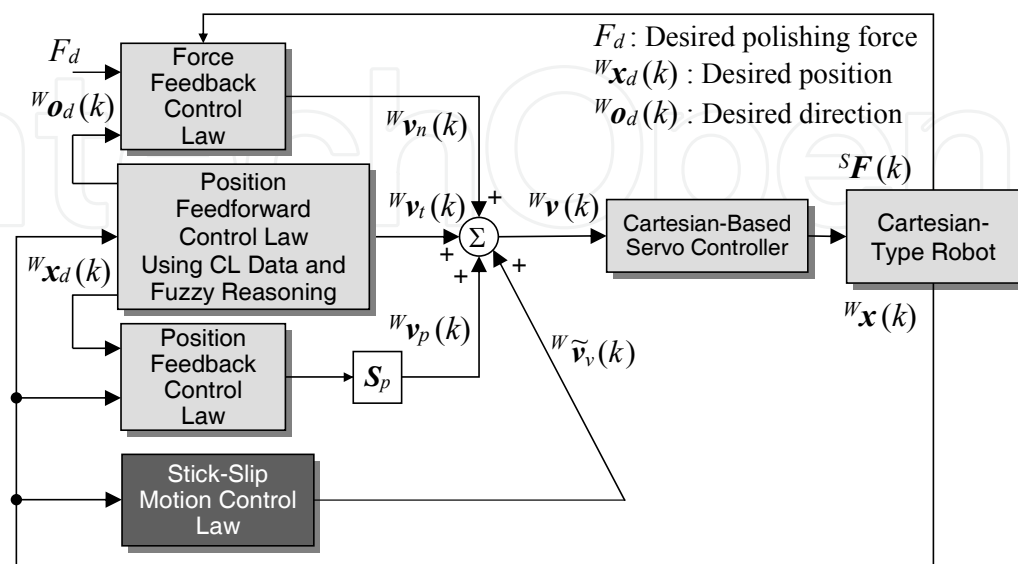 F_d
Force
Feedback
Control
Law
F_d : Desired polishing force
^W x_d(k) : Desired position
^W o_d(k) : Desired direction
^W o_d(k)
^W v_n(k)
Position
Feedforward
Control Law
Using CL Data and
Fuzzy Reasoning
^W v_t(k)
+
+
+
+
Σ
^W v(k)
Cartesian-Based
Servo Controller
^S F(k)
Cartesian-
Type Robot
^W x(k)
^W x_d(k)
Position
Feedback
Control
Law
S_p
^W v_p(k)
^W ṽ_v(k)
Stick-Slip
Motion Control
Law